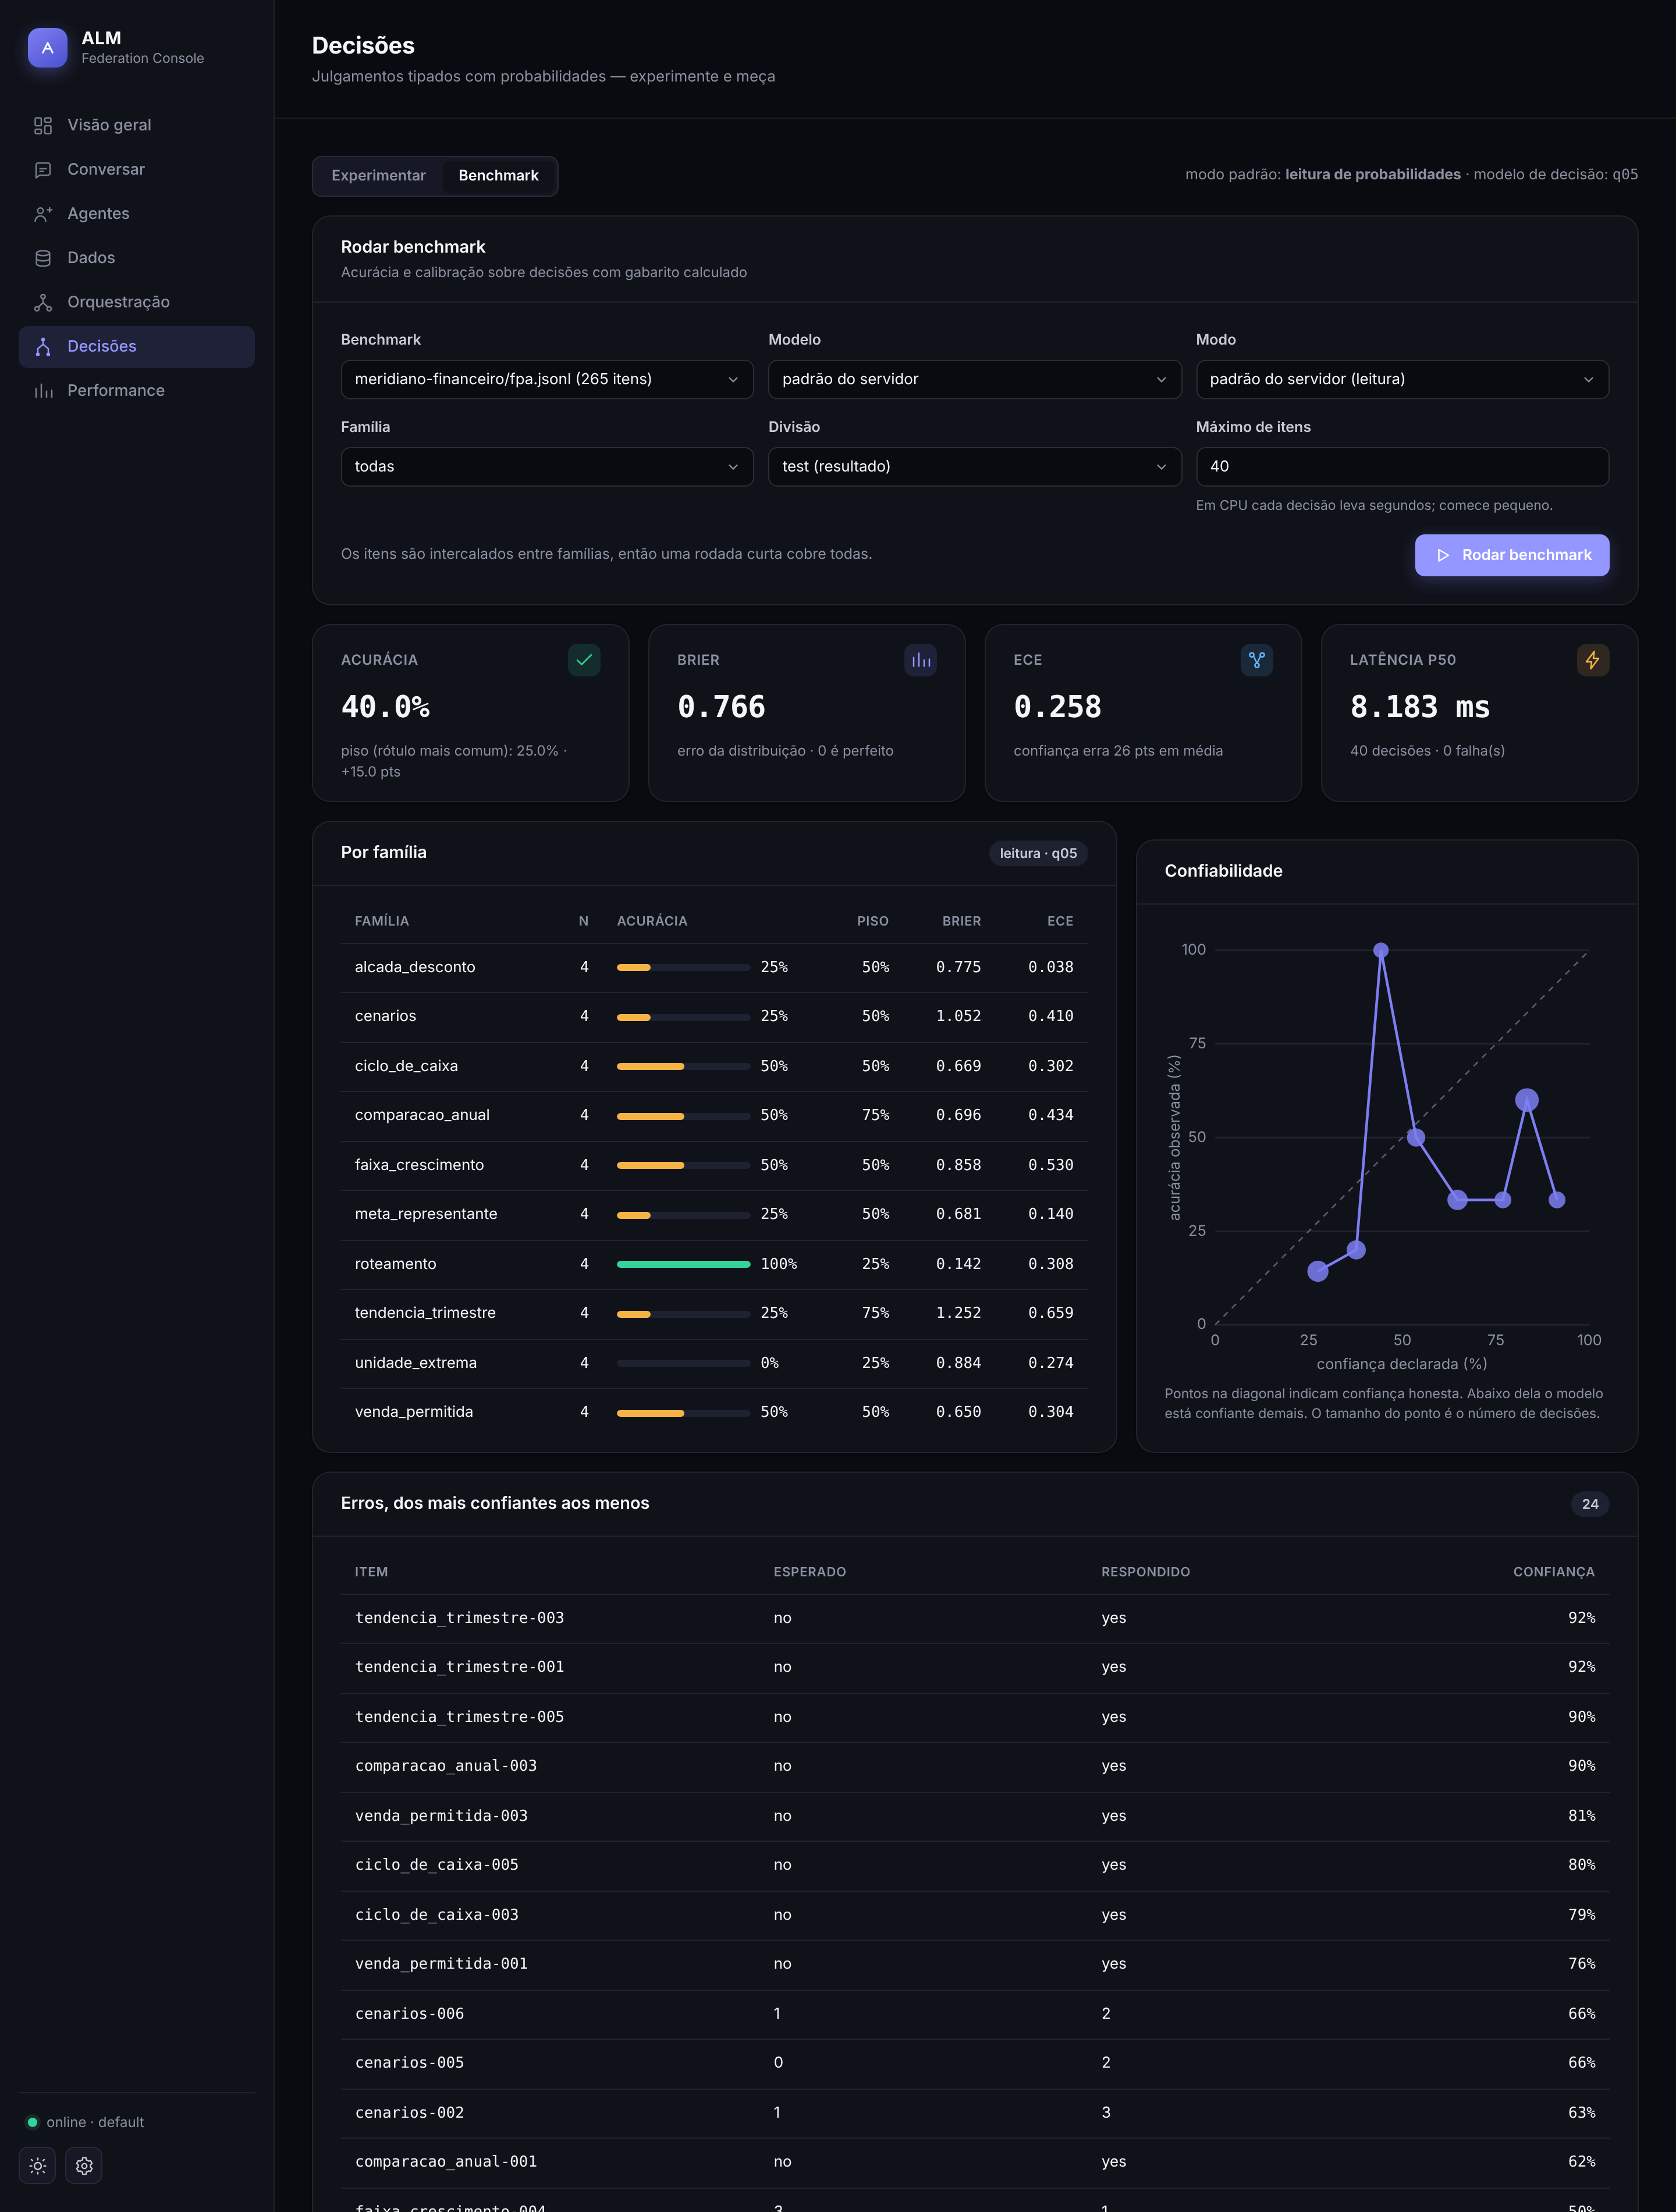 ALM
Federation Console
Visão geral
Conversar
Agentes
Dados
Orquestração
Decisões
Performance
online · default
Decisões
Julgamentos tipados com probabilidades — experimente e meça
Experimentar Benchmark
modo padrão: leitura de probabilidades · modelo de decisão: q05
Rodar benchmark
Acurácia e calibração sobre decisões com gabarito calculado
Benchmark Modelo Modo
meridiano-financeiro/fpa.jsonl (265 itens) padrão do servidor padrão do servidor (leitura)
Família Divisão Máximo de itens
todas test (resultado) 40
Em CPU cada decisão leva segundos; comece pequeno.
Os itens são intercalados entre famílias, então uma rodada curta cobre todas.
Rodar benchmark
ACURÁCIA
40.0%
piso (rótulo mais comum): 25.0% ·
+15.0 pts
BRIER
0.766
erro da distribuição · 0 é perfeito
ECE
0.258
confiança erra 26 pts em média
LATÊNCIA P50
8.183 ms
40 decisões · 0 falha(s)
Por família
leitura · q05
FAMÍLIA N ACURÁCIA PISO BRIER ECE
alcada_desconto 4 25% 50% 0.775 0.038
cenarios 4 25% 50% 1.052 0.410
ciclo_de_caixa 4 50% 50% 0.669 0.302
comparacao_anual 4 50% 75% 0.696 0.434
faixa_crescimento 4 50% 50% 0.858 0.530
meta_representante 4 25% 50% 0.681 0.140
roteamento 4 100% 25% 0.142 0.308
tendencia_trimestre 4 25% 75% 1.252 0.659
unidade_extrema 4 0% 25% 0.884 0.274
venda_permitida 4 50% 50% 0.650 0.304
Confiabilidade
acurácia observada (%)
100
75
50
25
0
0 25 50 75 100
confiança declarada (%)
Pontos na diagonal indicam confiança honesta. Abaixo dela o modelo
está confiante demais. O tamanho do ponto é o número de decisões.
Erros, dos mais confiantes aos menos
24
ITEM ESPERADO RESPONDIDO CONFIANÇA
tendencia_trimestre-003 no yes 92%
tendencia_trimestre-001 no yes 92%
tendencia_trimestre-005 no yes 90%
comparacao_anual-003 no yes 90%
venda_permitida-003 no yes 81%
ciclo_de_caixa-005 no yes 80%
ciclo_de_caixa-003 no yes 79%
venda_permitida-001 no yes 76%
cenarios-006 1 2 66%
cenarios-005 0 2 66%
cenarios-002 1 3 63%
comparacao_anual-001 no yes 62%
faixa_crescimento-004 3 1 50%